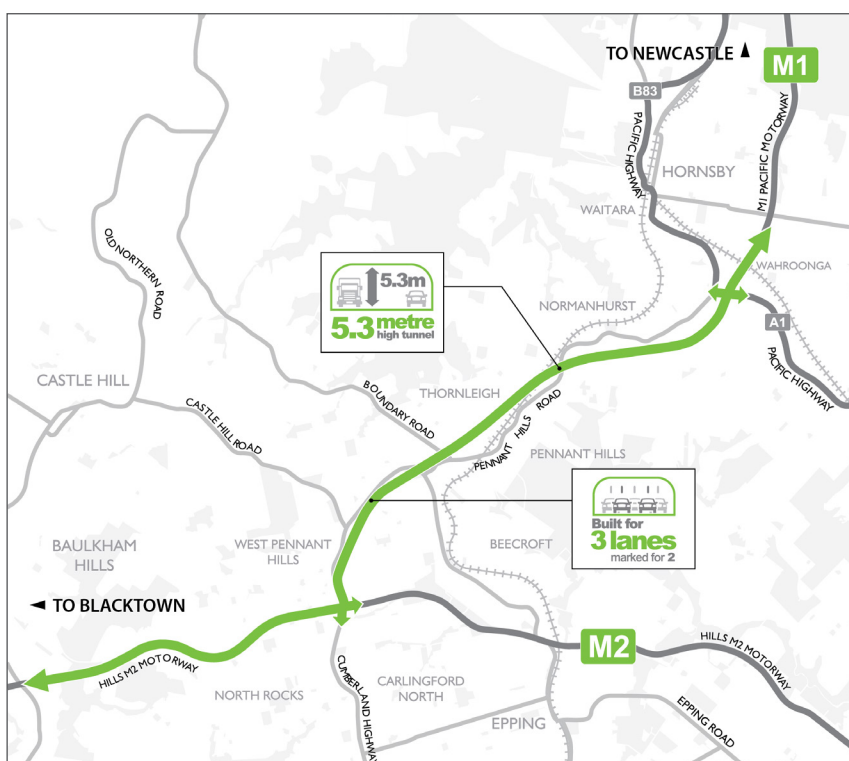 TO NEWCASTLE
M1
B83
PACIFIC HIGHWAY
M1 PACIFIC MOTORWAY
HORNSBY
WAITARA
OLD NORTHERN ROAD
WAHROONGA
5.3m
5.3 metre
high tunnel
NORMANHURST
A1
PACIFIC HIGHWAY
CASTLE HILL
THORNLEIGH
BOUNDARY ROAD
CASTLE HILL ROAD
PENNANT HILLS ROAD
PENNANT HILLS
Built for
3 lanes
marked for 2
BAULKHAM
HILLS
WEST PENNANT
HILLS
BEECROFT
TO BLACKTOWN
M2
HILLS M2 MOTORWAY
HILLS M2 MOTORWAY
CUMBERLAND HIGHWAY
NORTH ROCKS
CARLINGFORD
NORTH
EPPING
EPPING ROAD